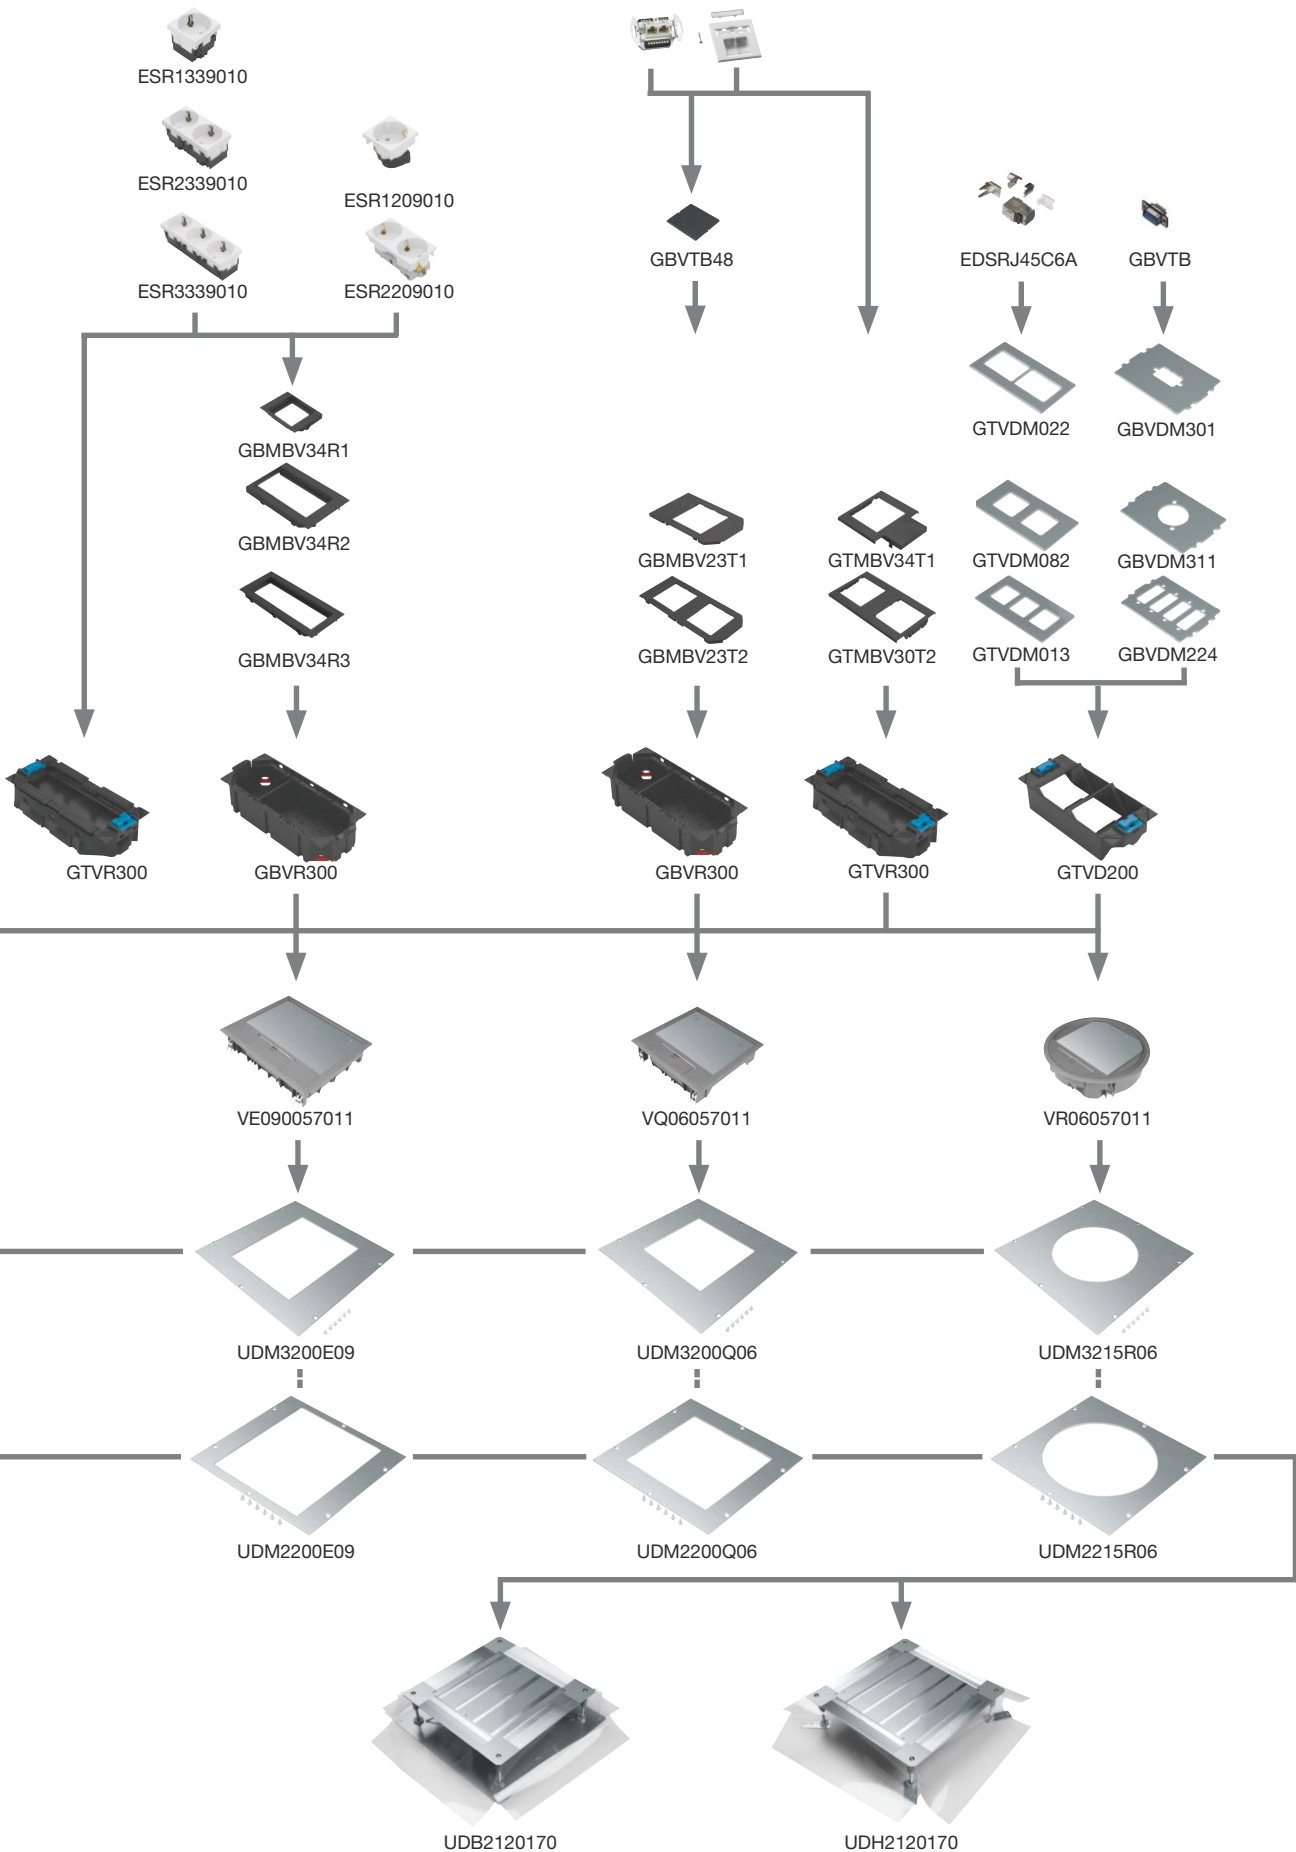 ESR1339010
ESR2339010
ESR1209010
ESR3339010
ESR2209010
GBVTB48
EDSRJ45C6A
GBVTB
GBMBV34R1
GTVDM022
GBVDM301
GBMBV34R2
GBMBV23T1
GTMBV34T1
GTVDM082
GBVDM311
GBMBV34R3
GBMBV23T2
GTMBV30T2
GTVDM013
GBVDM224
GTVR300
GBVR300
GBVR300
GTVR300
GTVD200
VE090057011
VQ06057011
VR06057011
UDM3200E09
UDM3200Q06
UDM3215R06
UDM2200E09
UDM2200Q06
UDM2215R06
UDB2120170
UDH2120170